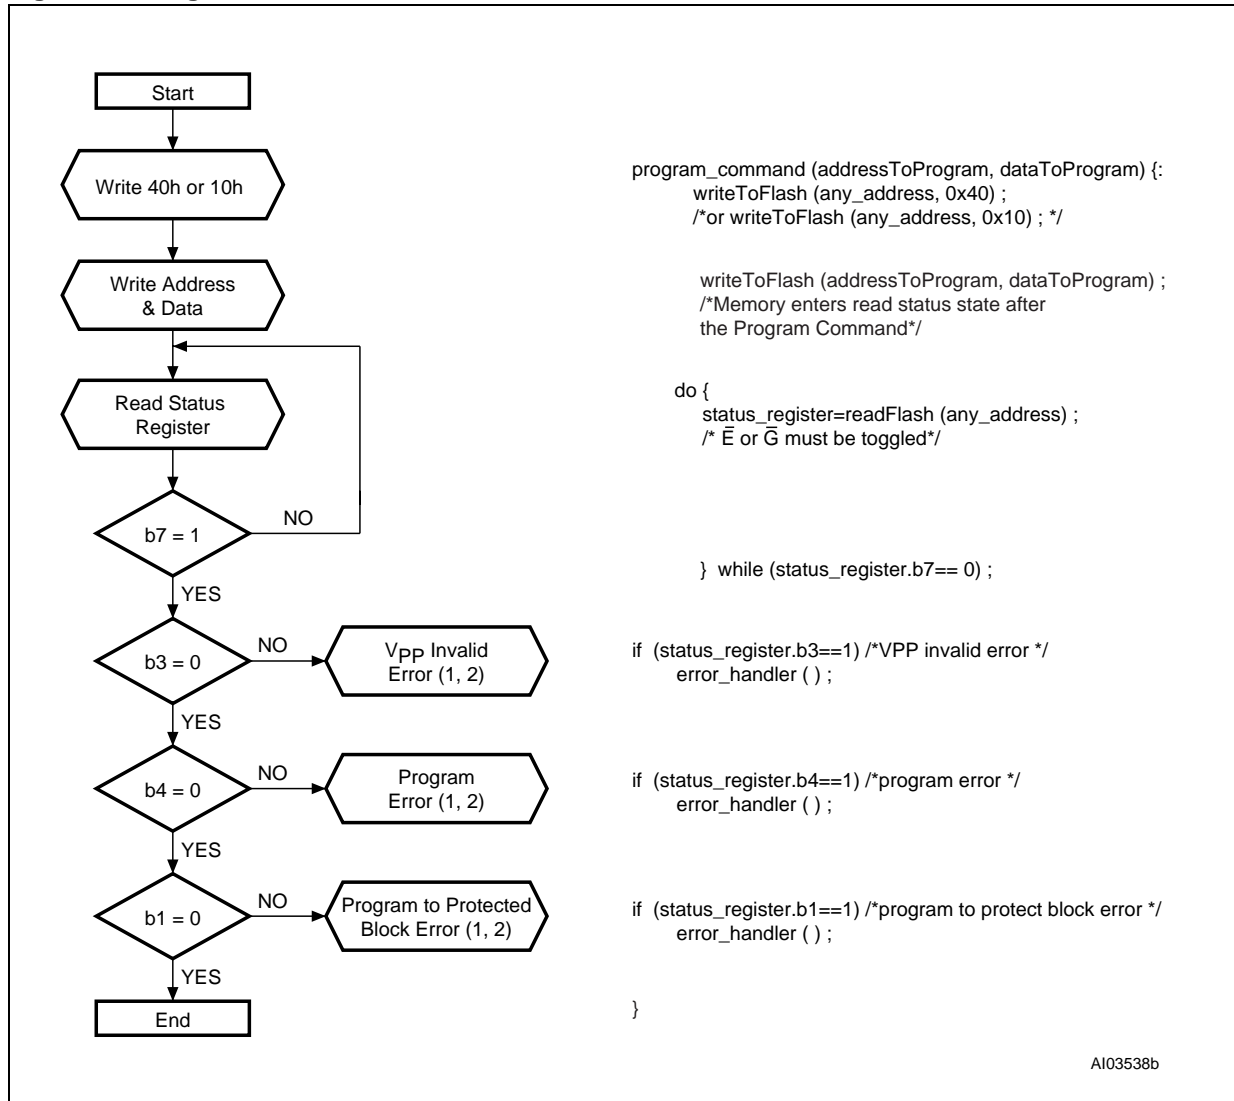 Start
Write 40h or 10h
Write Address
& Data
Read Status
Register
b7 = 1
NO
YES
b3 = 0
NO
VPP Invalid
Error (1, 2)
YES
b4 = 0
NO
Program
Error (1, 2)
YES
b1 = 0
NO
Program to Protected
Block Error (1, 2)
YES
End
program_command (addressToProgram, dataToProgram) {:
writeToFlash (any_address, 0x40) ;
/*or writeToFlash (any_address, 0x10) ; */
writeToFlash (addressToProgram, dataToProgram) ;
/*Memory enters read status state after
the Program Command*/
do {
status_register=readFlash (any_address) ;
/* E̅ or G̅ must be toggled*/
} while (status_register.b7== 0) ;
if (status_register.b3==1) /*VPP invalid error */
error_handler ( ) ;
if (status_register.b4==1) /*program error */
error_handler ( ) ;
if (status_register.b1==1) /*program to protect block error */
error_handler ( ) ;
}
AI03538b